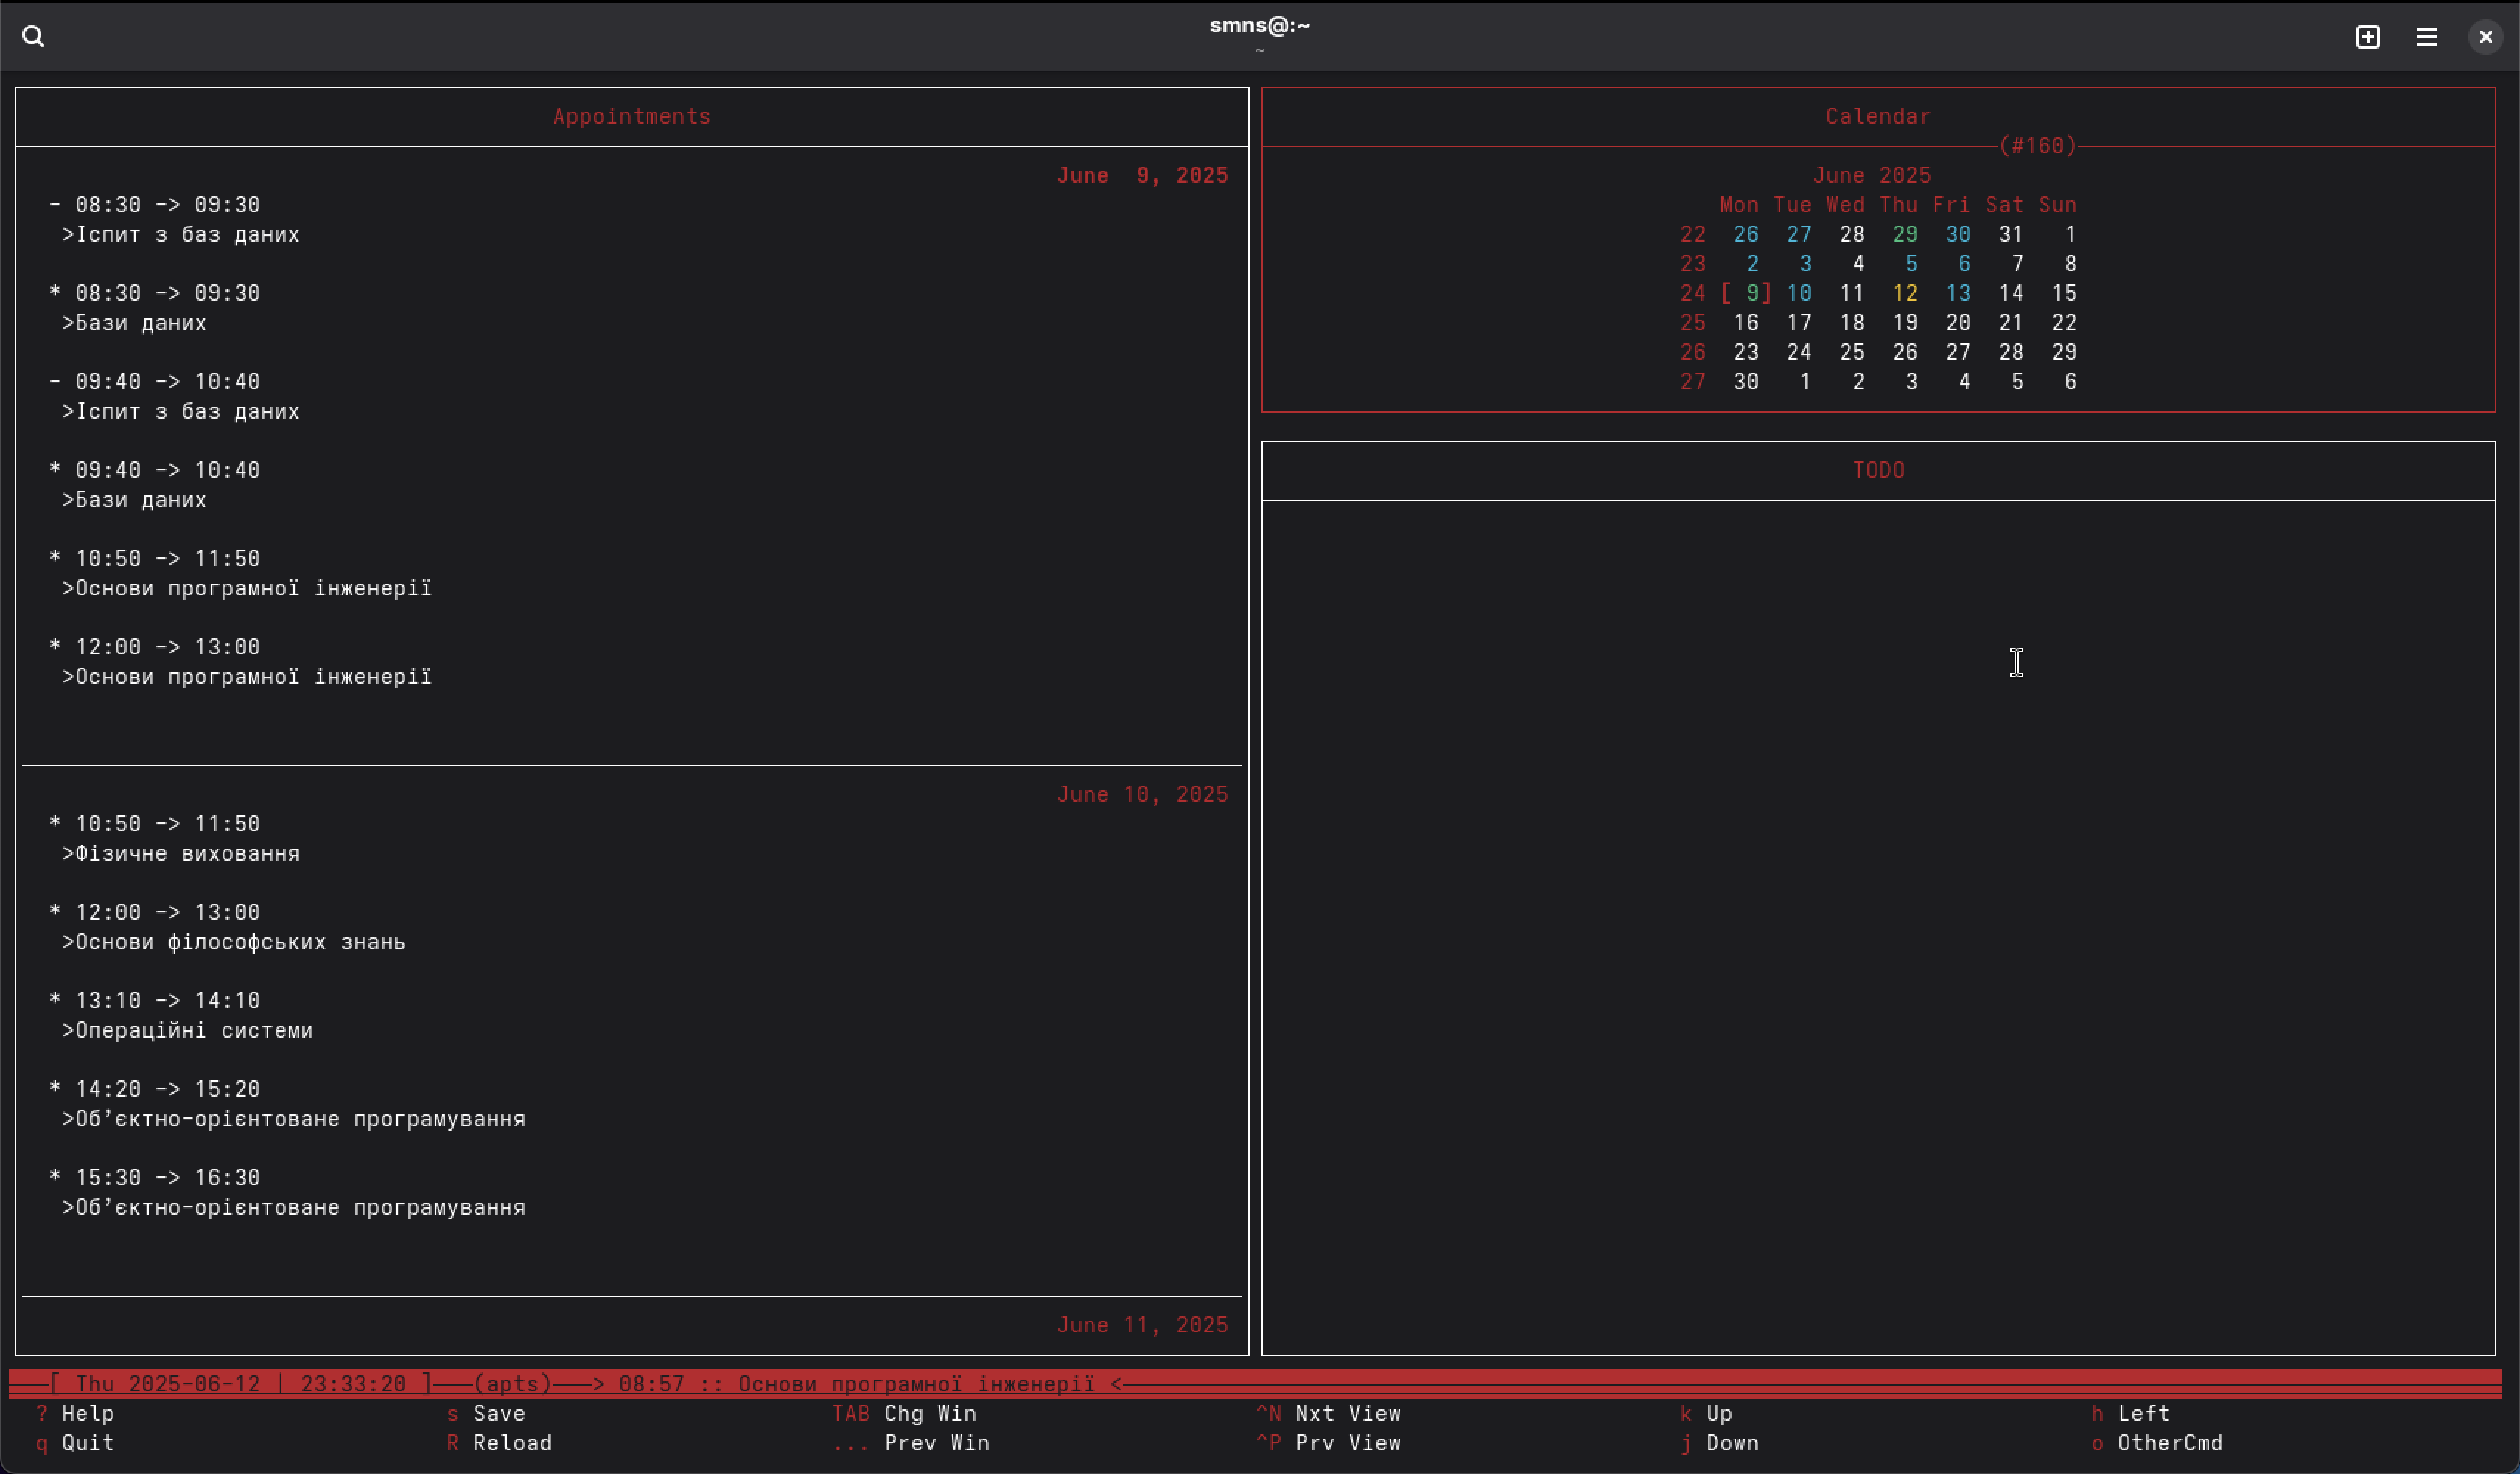 smns@:~
~
Appointments
June  9, 2025
- 08:30 -> 09:30
>Іспит з баз даних
* 08:30 -> 09:30
>Бази даних
- 09:40 -> 10:40
>Іспит з баз даних
* 09:40 -> 10:40
>Бази даних
* 10:50 -> 11:50
>Основи програмної інженерії
* 12:00 -> 13:00
>Основи програмної інженерії
June 10, 2025
* 10:50 -> 11:50
>Фізичне виховання
* 12:00 -> 13:00
>Основи філософських знань
* 13:10 -> 14:10
>Операційні системи
* 14:20 -> 15:20
>Об’єктно-орієнтоване програмування
* 15:30 -> 16:30
>Об’єктно-орієнтоване програмування
June 11, 2025
Calendar
(#160)
June 2025
Mon Tue Wed Thu Fri Sat Sun
22 26 27 28 29 30 31 1
23 2 3 4 5 6 7 8
24 [ 9] 10 11 12 13 14 15
25 16 17 18 19 20 21 22
26 23 24 25 26 27 28 29
27 30 1 2 3 4 5 6
TODO
[ Thu 2025-06-12 | 23:33:20 ]——(apts)——> 08:57 :: Основи програмної інженерії <
? Help s Save TAB Chg Win ^N Nxt View k Up h Left
q Quit R Reload ... Prev Win ^P Prv View j Down o OtherCmd